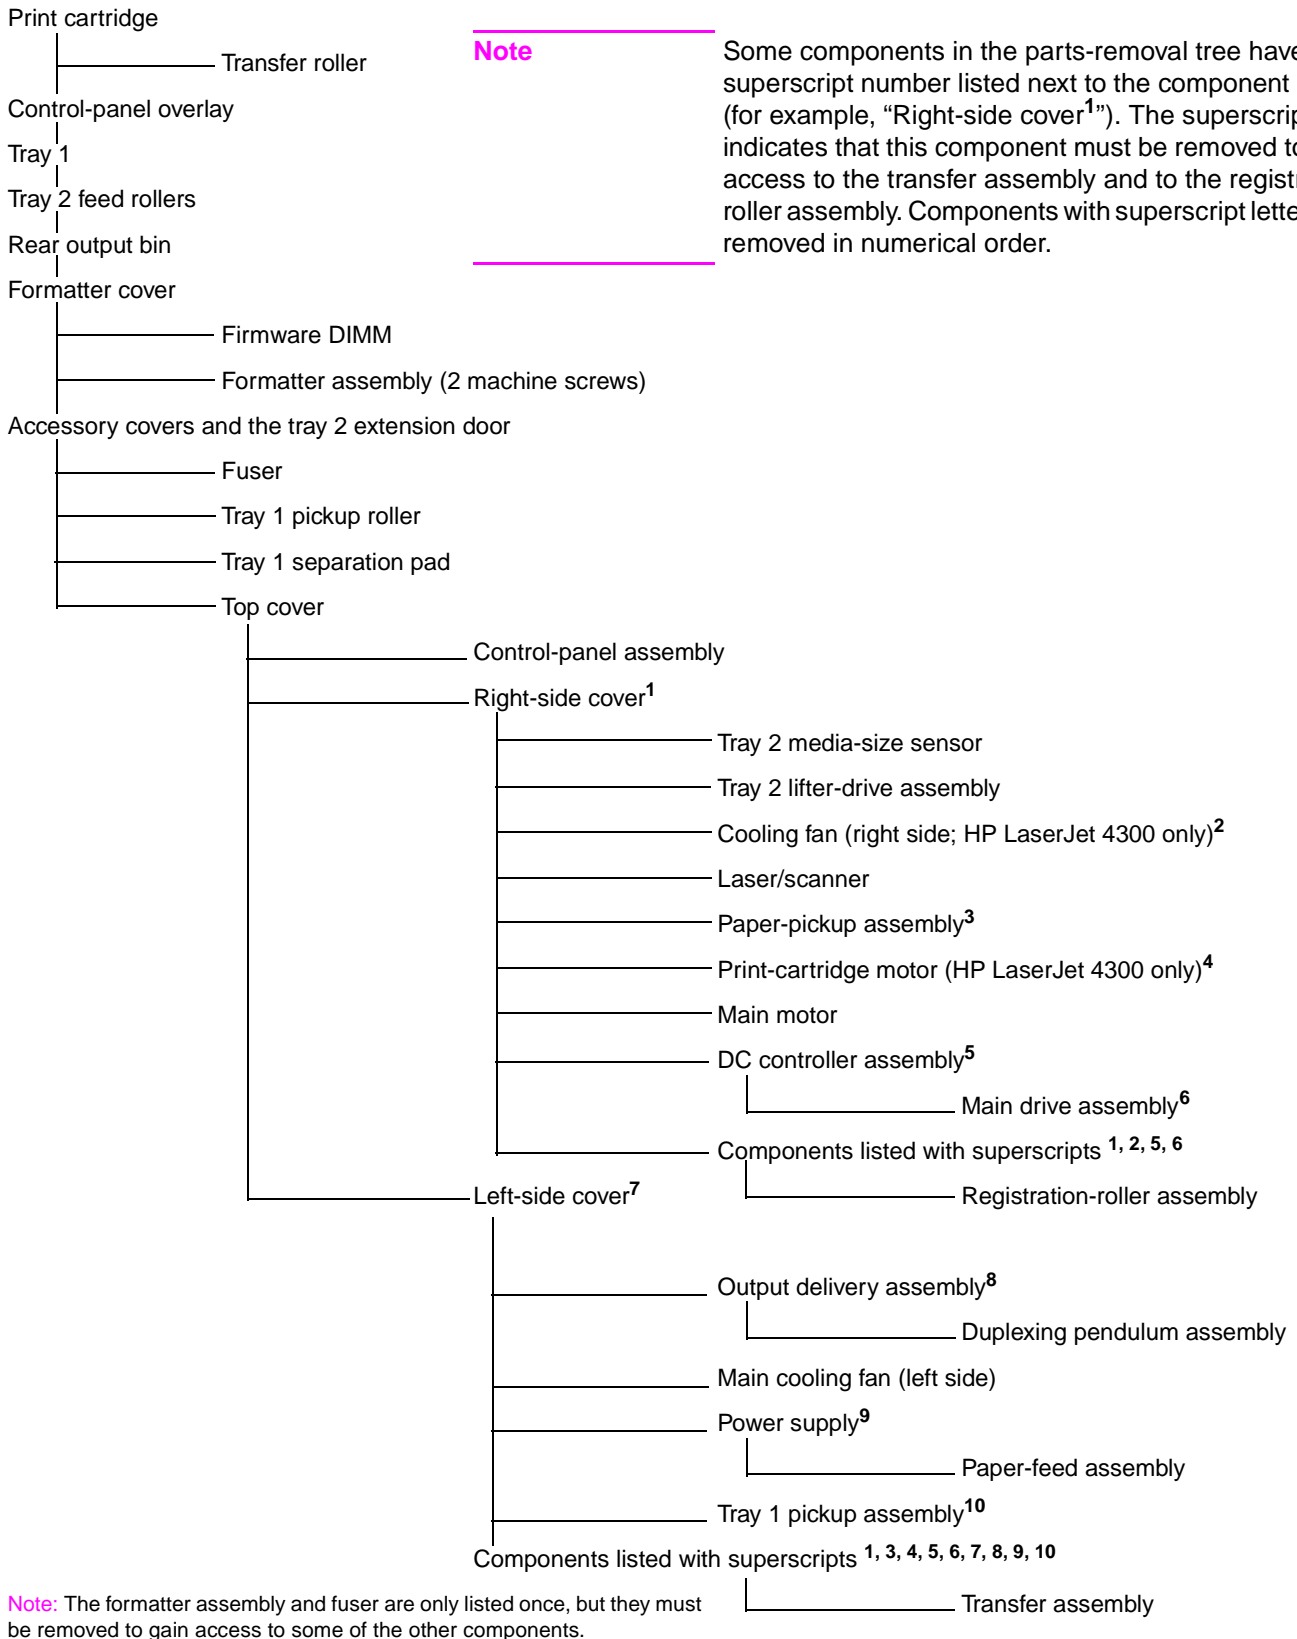 Print cartridge
Transfer roller
Control-panel overlay
Tray 1
Tray 2 feed rollers
Rear output bin
Formatter cover
Note
Some components in the parts-removal tree have
superscript number listed next to the component
(for example, “Right-side cover¹”). The
indicates that this component must be removed
access to the transfer assembly and to the
roller assembly. Components with superscript
removed in numerical order.
Firmware DIMM
Formatter assembly (2 machine screws)
Accessory covers and the tray 2 extension door
Fuser
Tray 1 pickup roller
Tray 1 separation pad
Top cover
Control-panel assembly
Right-side cover¹
Tray 2 media-size sensor
Tray 2 lifter-drive assembly
Cooling fan (right side; HP LaserJet 4300 only)²
Laser/scanner
Paper-pickup assembly³
Print-cartridge motor (HP LaserJet 4300 only)⁴
Main motor
DC controller assembly⁵
Main drive assembly⁶
Components listed with superscripts ¹, ², ⁵, ⁶
Registration-roller assembly
Left-side cover⁷
Output delivery assembly⁸
Duplexing pendulum assembly
Main cooling fan (left side)
Power supply⁹
Paper-feed assembly
Tray 1 pickup assembly¹⁰
Components listed with superscripts ¹, ³, ⁴, ⁵, ⁶, ⁷, ⁸, ⁹, ¹⁰
Transfer assembly
Note: The formatter assembly and fuser are only listed once, but they must
be removed to gain access to some of the other components.